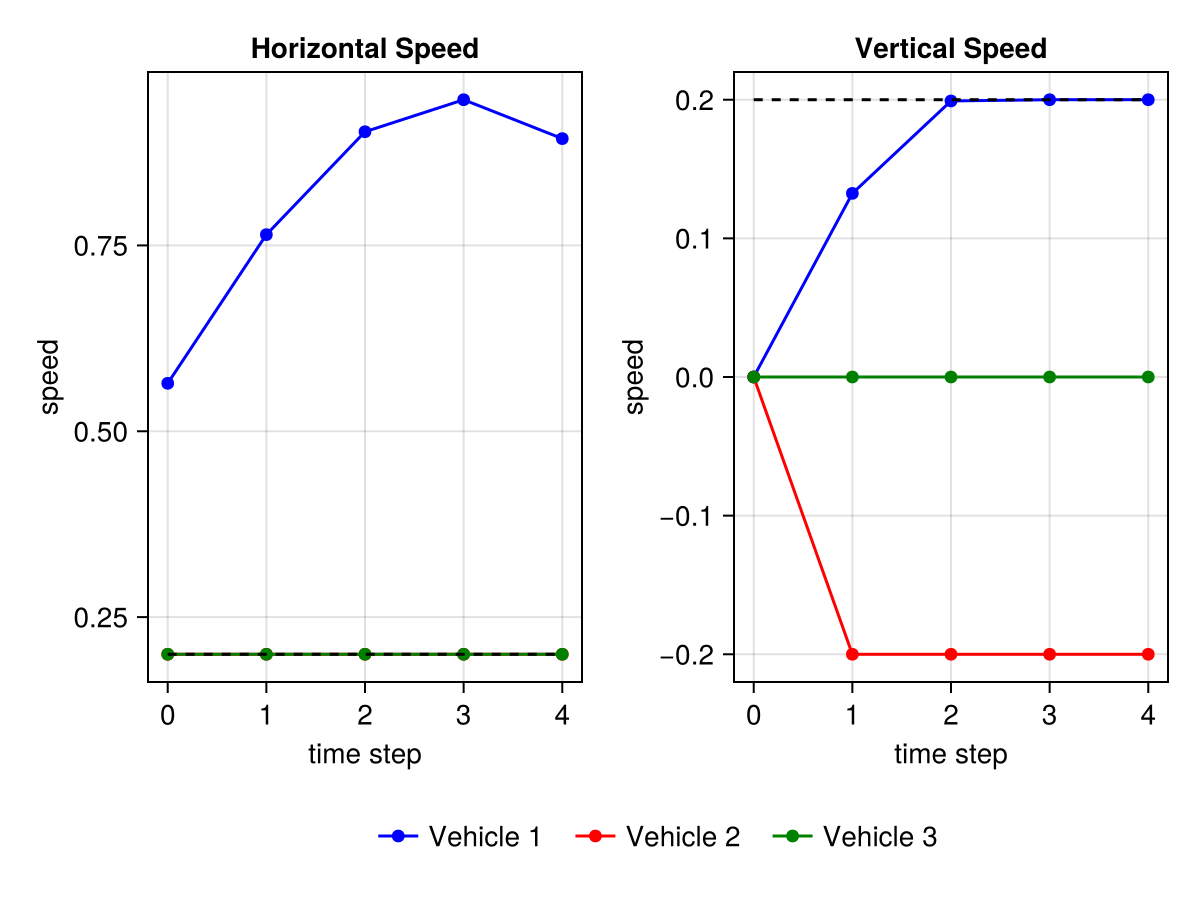 Horizontal Speed
speed
0.75
0.50
0.25
0
1
2
3
4
time step
Vertical Speed
speed
0.2
0.1
0.0
−0.1
−0.2
0
1
2
3
4
time step
Vehicle 1
Vehicle 2
Vehicle 3